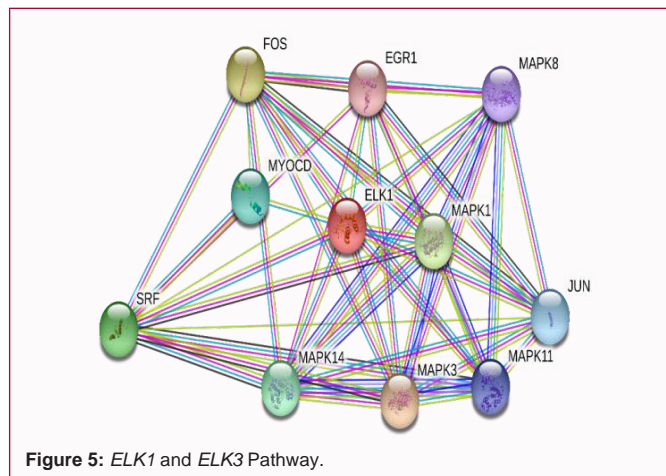 FOS
EGR1
MAPK8
MYOCD
ELK1
MAPK1
SRF
JUN
MAPK14
MAPK3
MAPK11
Figure 5: ELK1 and ELK3 Pathway.